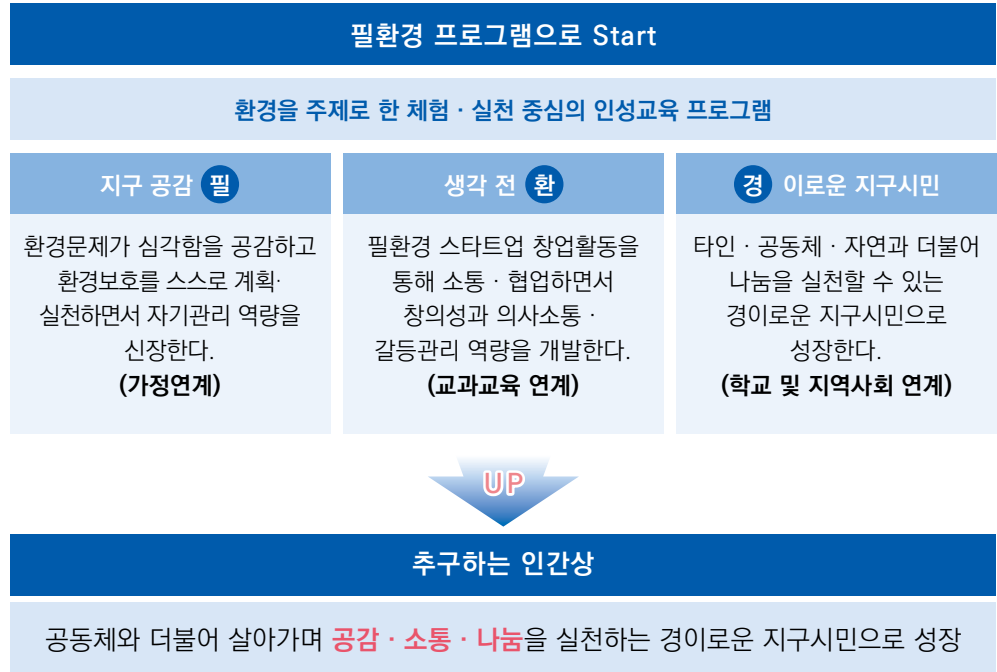 필환경 프로그램으로 Start
환경을 주제로 한 체험 · 실천 중심의 인성교육 프로그램
지구 공감 필
환경문제가 심각함을 공감하고
환경보호를 스스로 계획·
실천하면서 자기관리 역량을
신장한다.
(가정연계)
생각 전 환
필환경 스타트업 창업활동을
통해 소통 · 협업하면서
창의성과 의사소통 ·
갈등관리 역량을 개발한다.
(교과교육 연계)
경 이로운 지구시민
타인 · 공동체 · 자연과 더불어
나눔을 실천할 수 있는
경이로운 지구시민으로
성장한다.
(학교 및 지역사회 연계)
UP
추구하는 인간상
공동체와 더불어 살아가며 공감 · 소통 · 나눔을 실천하는 경이로운 지구시민으로 성장